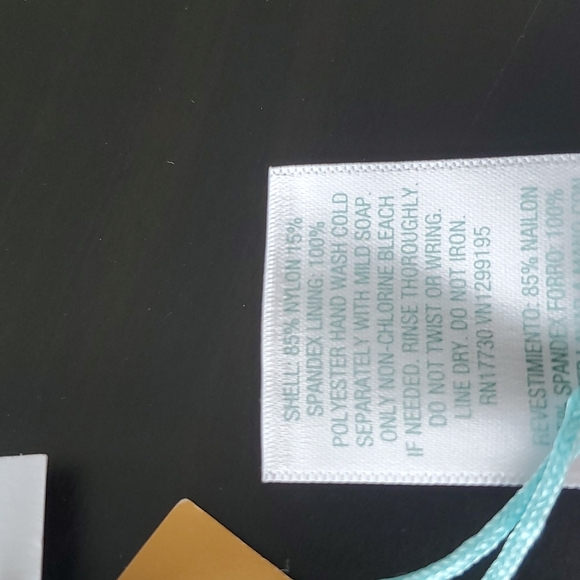 SHELL: 85% NYLON 15%
SPANDEX LINING: 100%
POLYESTER HAND WASH COLD
SEPARATELY WITH MILD SOAP.
ONLY NON-CHLORINE BLEACH
IF NEEDED. RINSE THOROUGHLY.
DO NOT TWIST OR WRING.
LINE DRY. DO NOT IRON.
RN17730 VN1299195
REVESTIMIENTO: 85% NAILON
SPANDEX FORRO: 100%